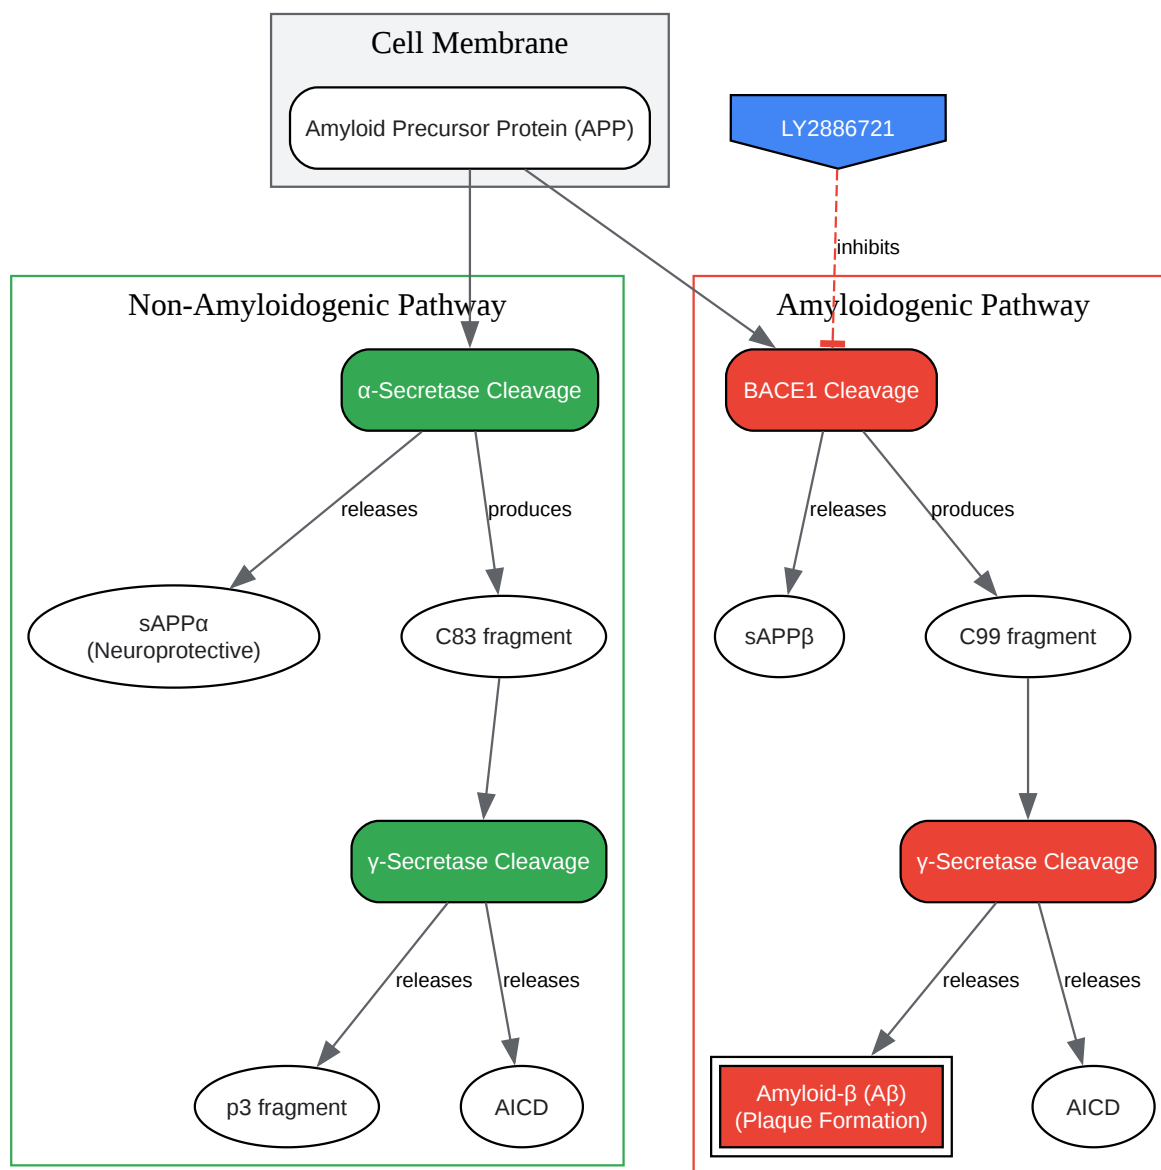 Cell Membrane
Amyloid Precursor Protein (APP)
LY2886721
inhibits
Non-Amyloidogenic Pathway
α-Secretase Cleavage
releases
produces
sAPPα
(Neuroprotective)
C83 fragment
γ-Secretase Cleavage
releases
releases
p3 fragment
AICD
Amyloidogenic Pathway
BACE1 Cleavage
releases
produces
sAPPβ
C99 fragment
γ-Secretase Cleavage
releases
releases
Amyloid-β (Aβ)
(Plaque Formation)
AICD